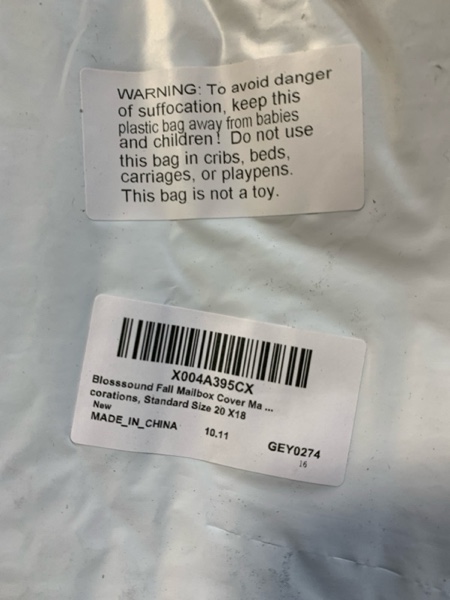 WARNING: To avoid danger
of suffocation, keep this
plastic bag away from babies
and children! Do not use
this bag in cribs, beds,
carriages, or playpens.
This bag is not a toy.
X004A395CX
Blosssound Fall Mailbox Cover Ma ...
corations, Standard Size 20 X18
New
MADE_IN_CHINA 10.11 GEY0274
16